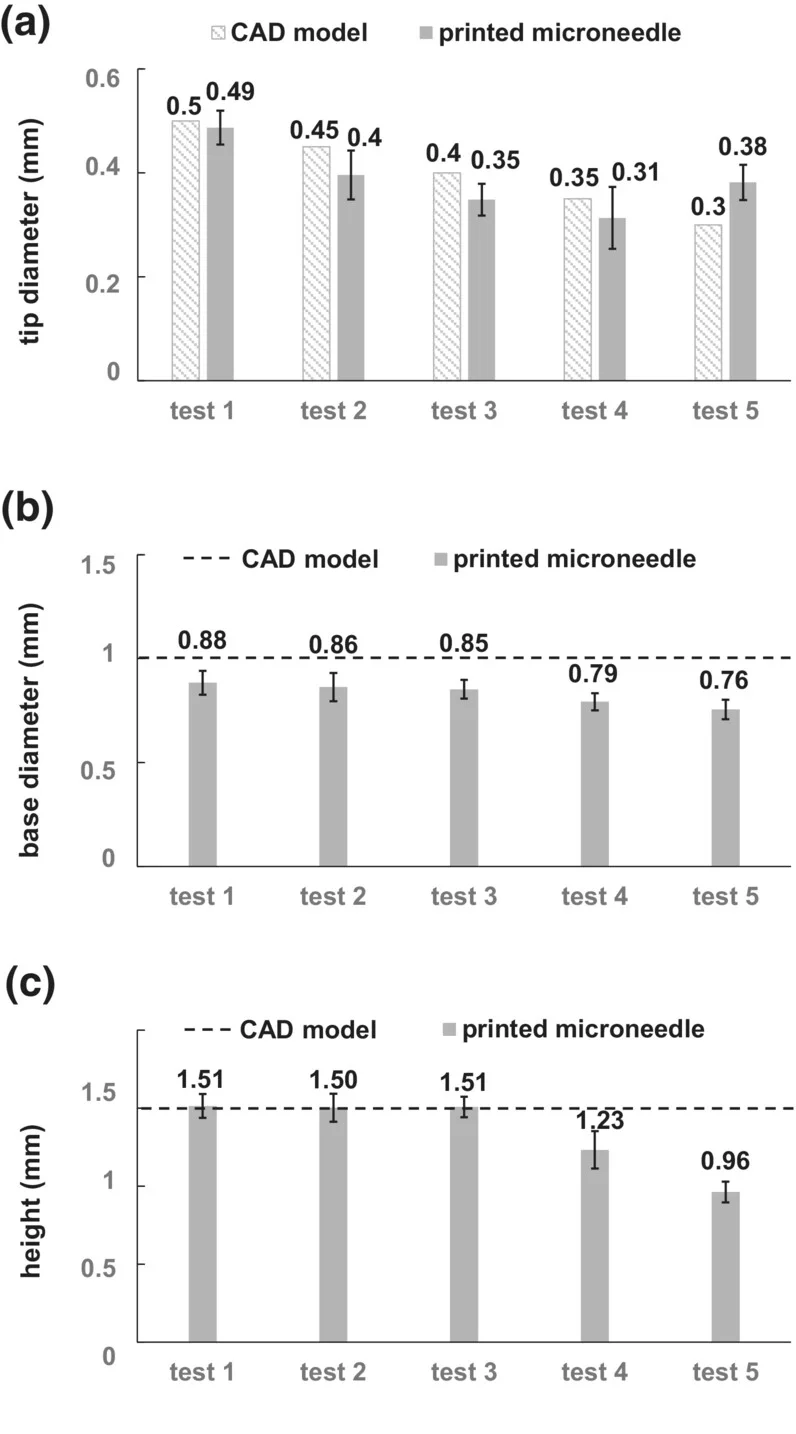 (a)
CAD model printed microneedle
tip diameter (mm)
0.6
0.4
0.2
0
0.5 0.49
0.45 0.4
0.4 0.35
0.35 0.31
0.3 0.38
test 1 test 2 test 3 test 4 test 5
(b)
CAD model printed microneedle
base diameter (mm)
1.5
1
0.5
0
0.88 0.86 0.85 0.79 0.76
test 1 test 2 test 3 test 4 test 5
(c)
CAD model printed microneedle
height (mm)
1.5
1
0.5
0
1.51 1.50 1.51 1.23 0.96
test 1 test 2 test 3 test 4 test 5